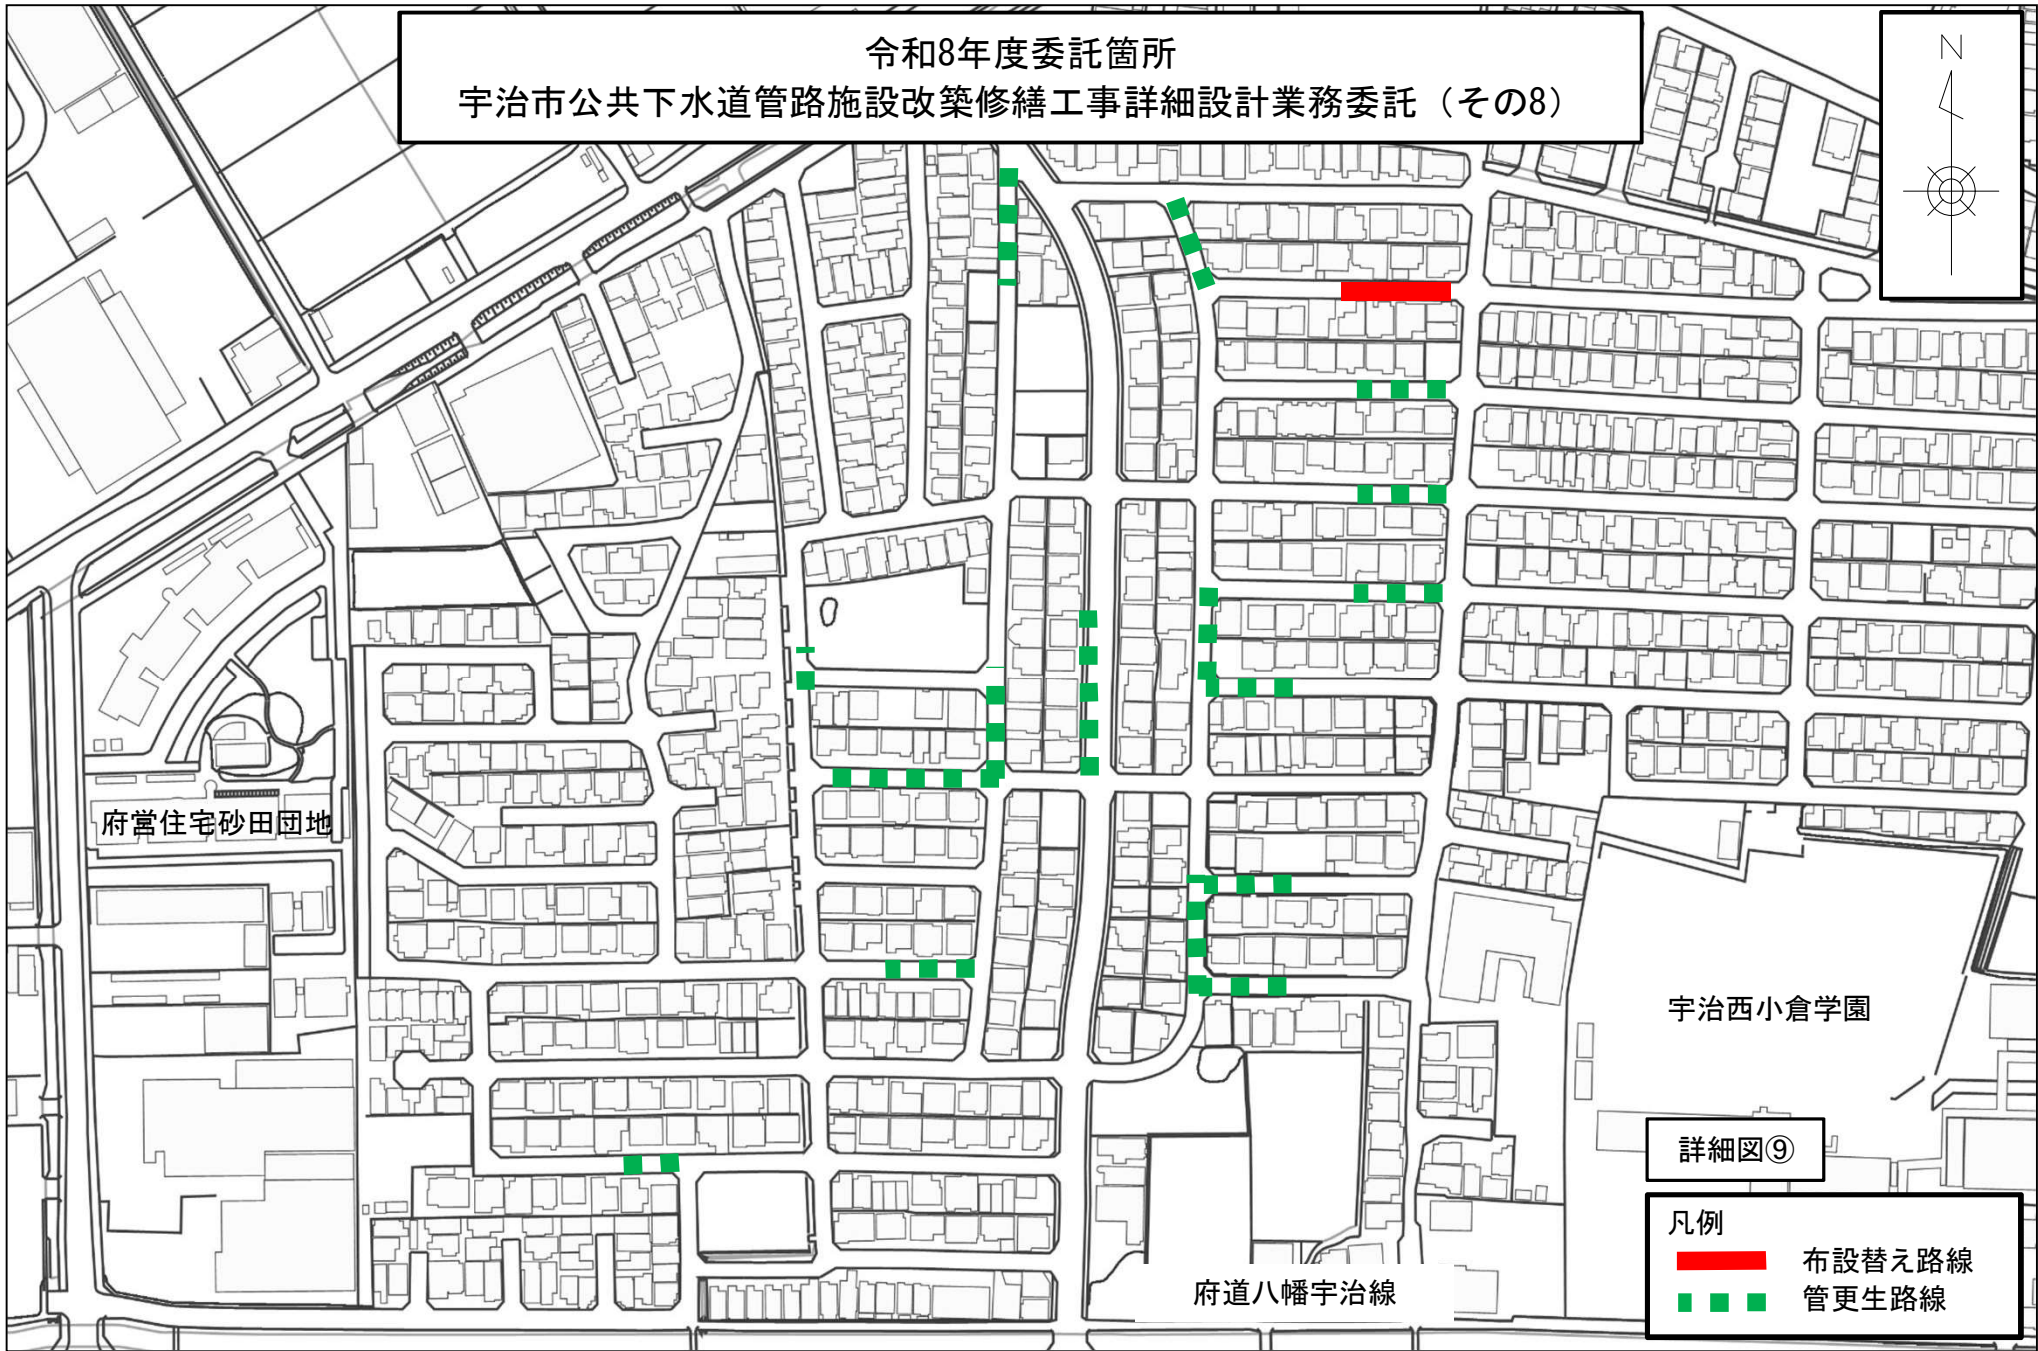 令和8年度委託箇所
宇治市公共下水道管路施設改築修繕工事詳細設計業務委託（その8）
N
府営住宅砂田団地
宇治西小倉学園
詳細図⑨
凡例
布設替え路線
管更生路線
府道八幡宇治線